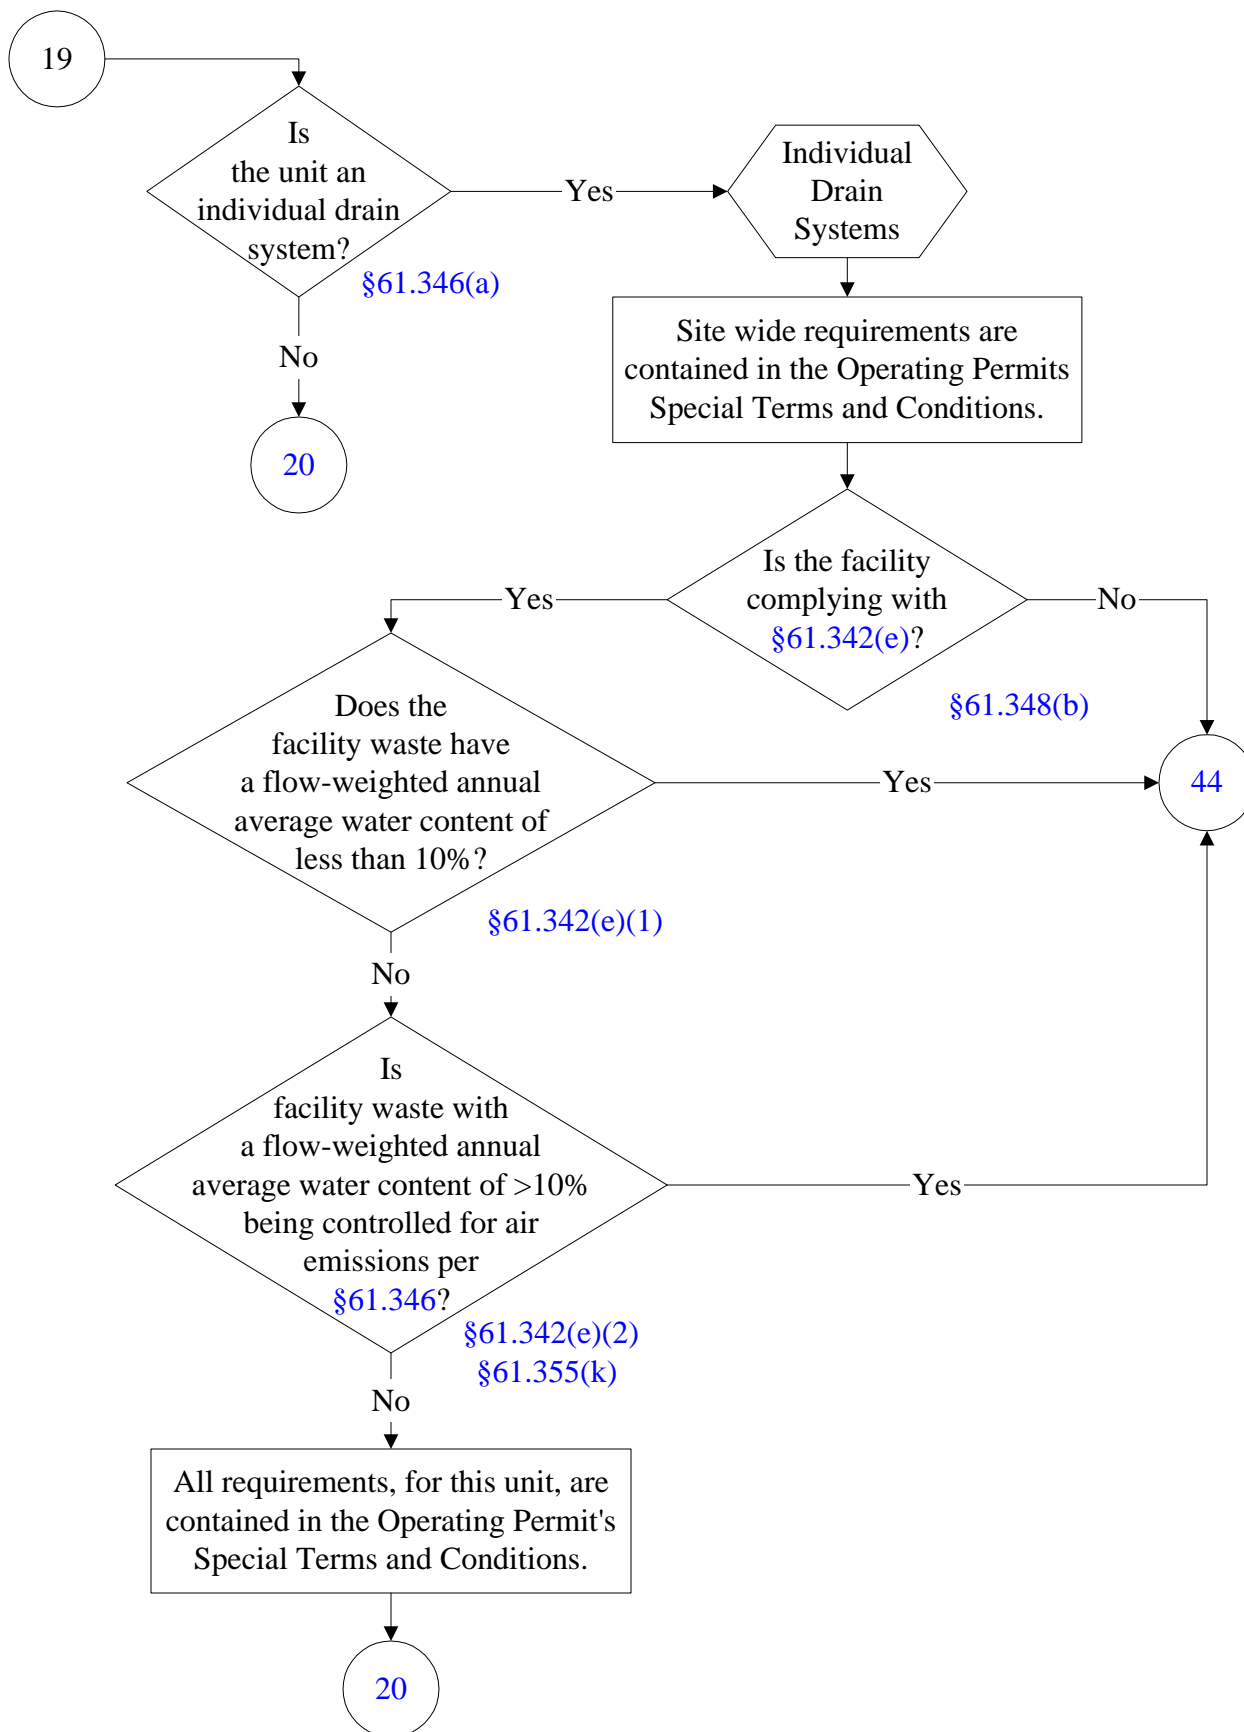 19
Is
the unit an
individual drain
system?
§61.346(a)
Yes
Individual
Drain
Systems
No
20
Site wide requirements are
contained in the Operating Permits
Special Terms and Conditions.
Is the facility
complying with
§61.342(e)?
§61.348(b)
Yes
No
44
Does the
facility waste have
a flow-weighted annual
average water content of
less than 10%?
§61.342(e)(1)
Yes
No
Is
facility waste with
a flow-weighted annual
average water content of >10%
being controlled for air
emissions per
§61.346?
§61.342(e)(2)
§61.355(k)
Yes
No
All requirements, for this unit, are
contained in the Operating Permit's
Special Terms and Conditions.
20